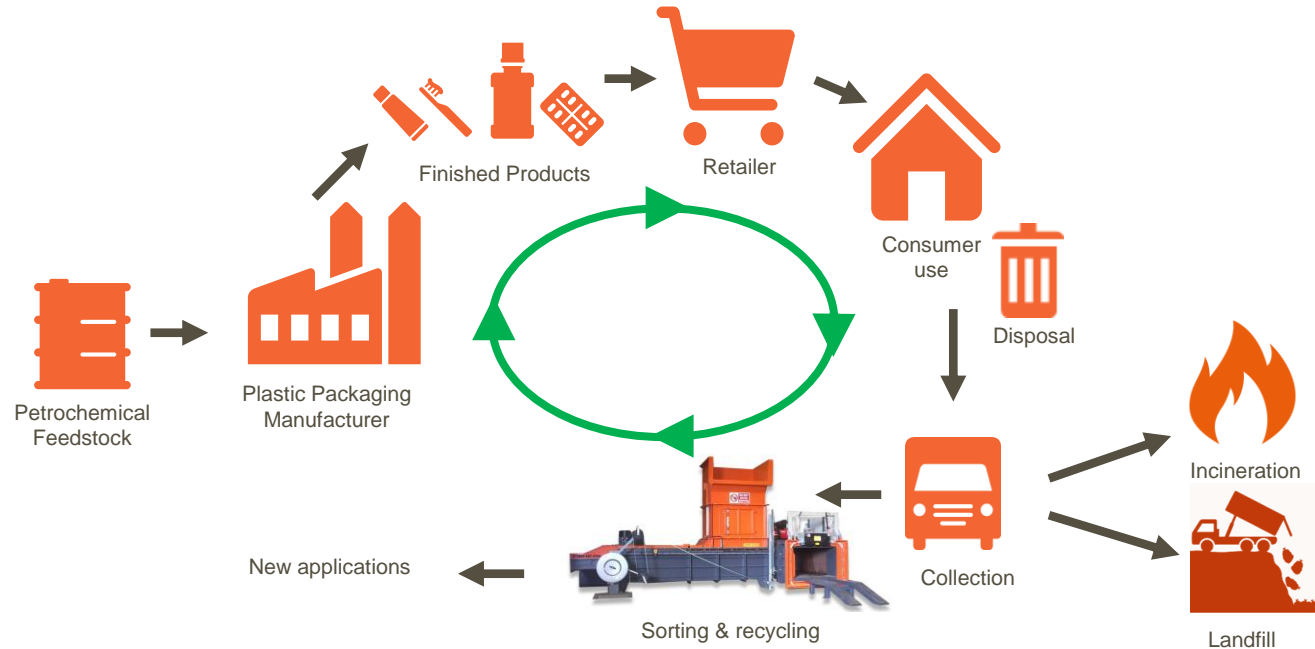 Finished Products
Retailer
Consumer
use
Disposal
Petrochemical
Feedstock
Plastic Packaging
Manufacturer
Incineration
Collection
Landfill
New applications
Sorting & recycling